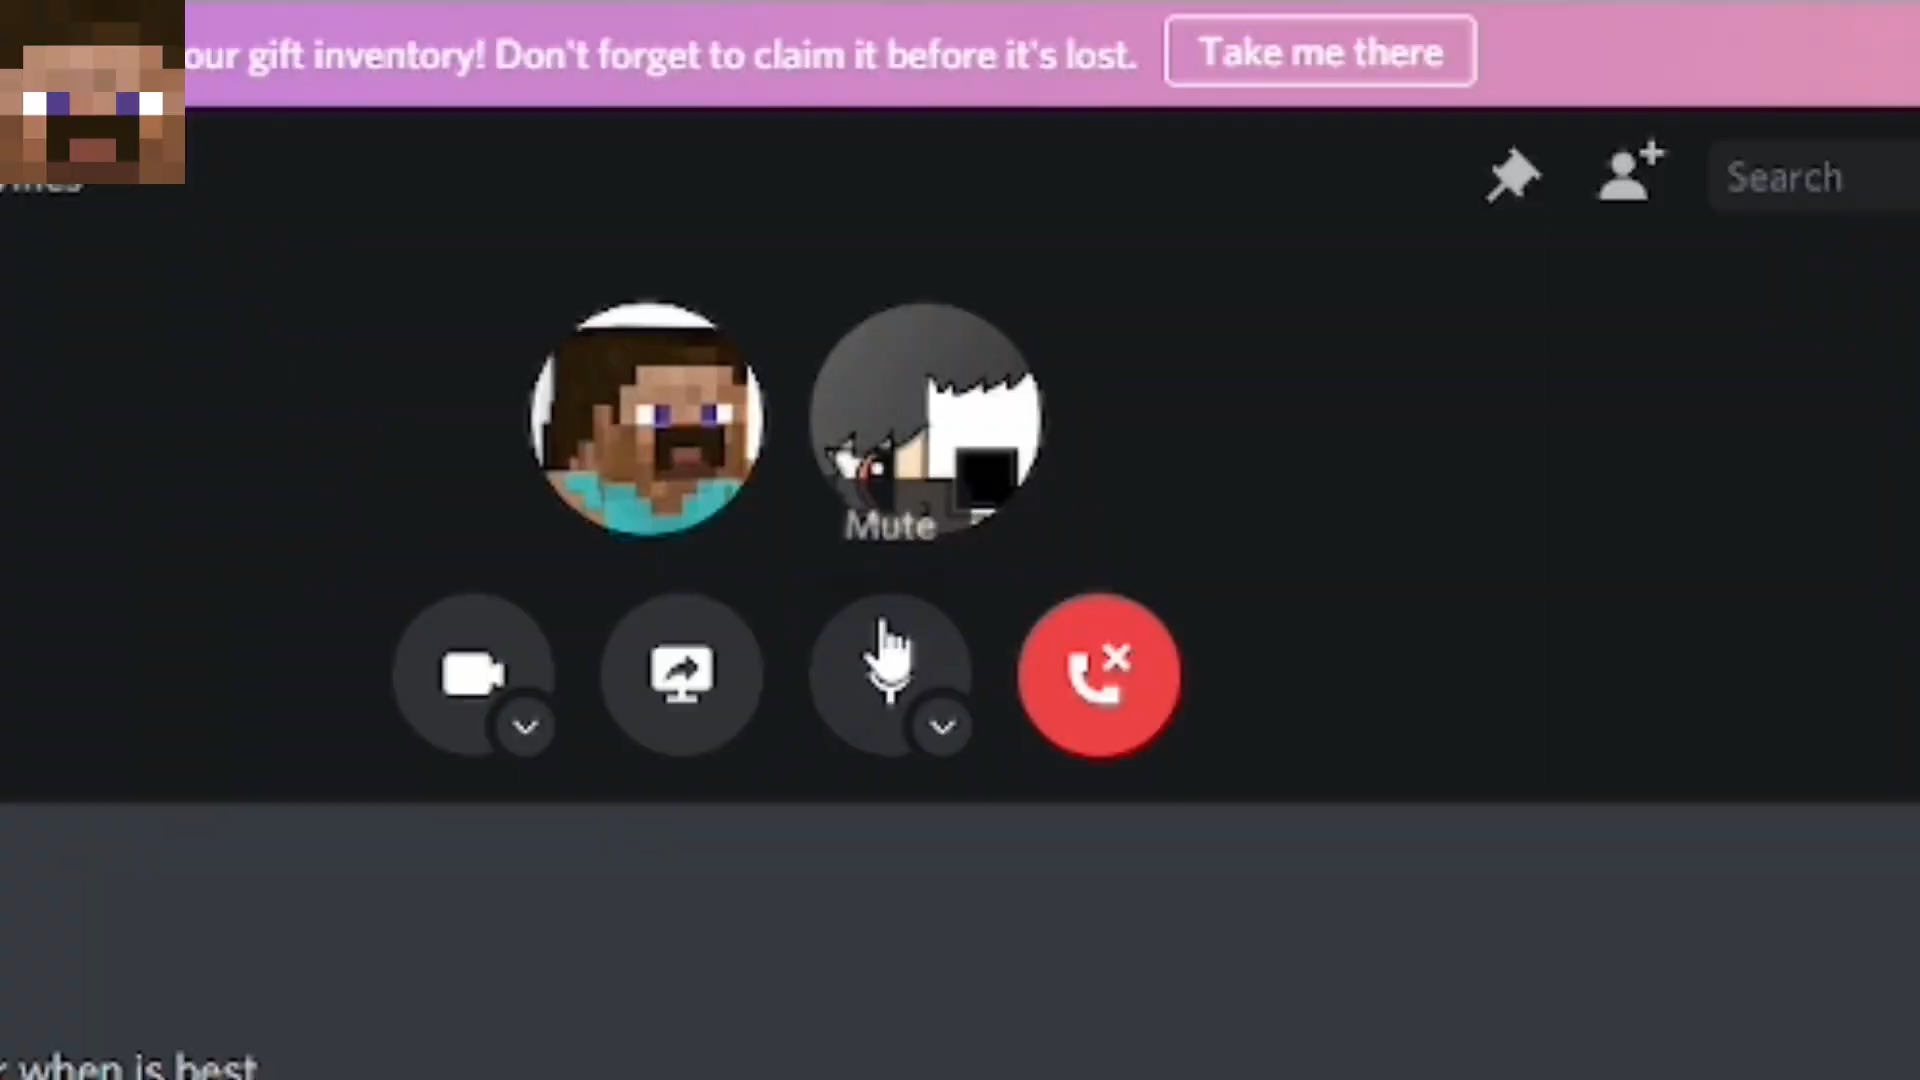 our gift inventory! Don't forget to claim it before it's lost.
Take me there
Search
Mute
when is best